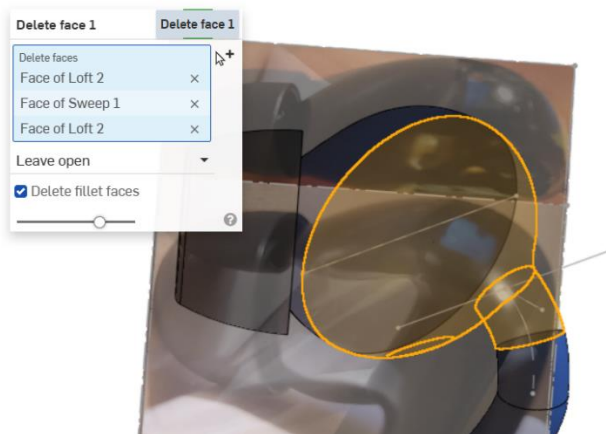 Delete face 1
Delete face 1
Delete faces
Face of Loft 2
Face of Sweep 1
Face of Loft 2
Leave open
Delete fillet faces